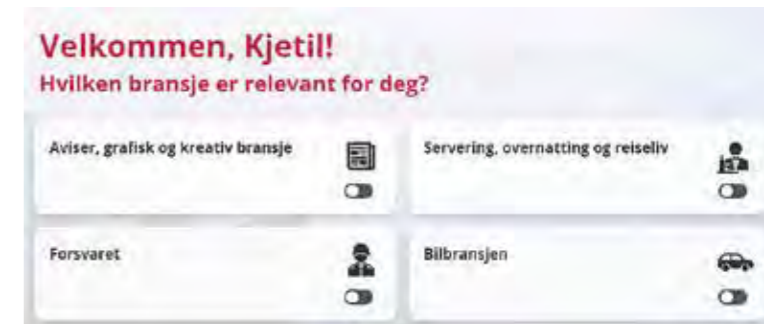 Velkommen, Kjetil!
Hvilken bransje er relevant for deg?
Aviser, grafisk og kreativ bransje
Servering, overnatting og reiseliv
Forsvaret
Bilbransjen